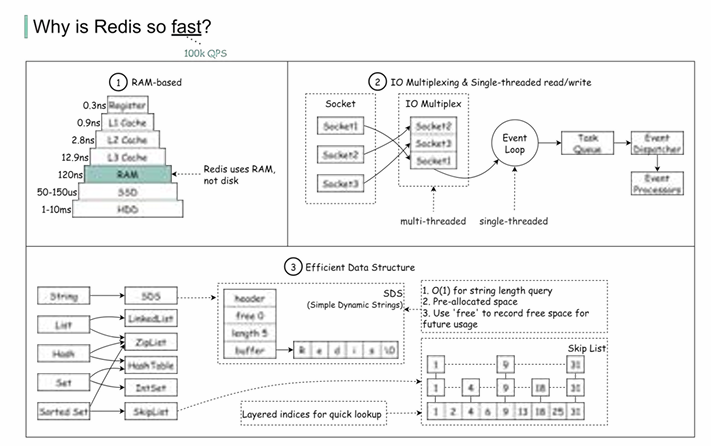 Why is Redis so fast?
100k QPS
1 RAM-based
0.3ns Register
0.9ns L1 Cache
2.8ns L2 Cache
12.9ns L3 Cache
120ns RAM
50-150us SSD
1-10ms HDD
Redis uses RAM,
not disk
2 IO Multiplexing & Single-threaded read/write
Socket
Socket1
Socket2
Socket3
IO Multiplex
Socket2
Socket3
Socket1
multi-threaded
Event
Loop
single-threaded
Task
Queue
Event
Dispatcher
Event
Processors
3 Efficient Data Structure
String
List
Hash
Set
Sorted Set
SDS
LinkedList
ZipList
HashTable
IntSet
SkipList
header
free 0
length 5
buffer
R e d i s \0
SDS
(Simple Dynamic Strings)
1. O(1) for string length query
2. Pre-allocated space
3. Use 'free' to record free space for
future usage
Skip List
1 9 31
1 4 9 18 31
1 2 4 6 9 13 18 25 31
Layered indices for quick lookup